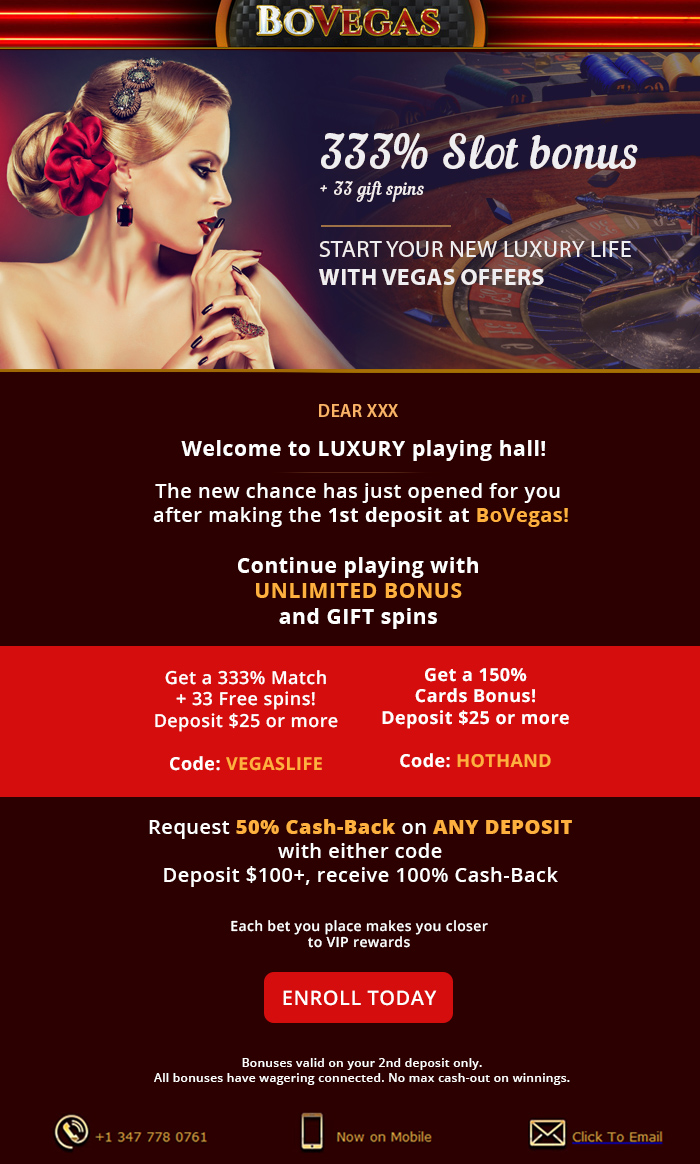 BOVEGAS
333% Slot bonus
+ 33 gift spins
START YOUR NEW LUXURY LIFE
WITH VEGAS OFFERS
DEAR XXX
Welcome to LUXURY playing hall!
The new chance has just opened for you
after making the 1st deposit at BoVegas!
Continue playing with
UNLIMITED BONUS
and GIFT spins
Get a 333% Match
+ 33 Free spins!
Deposit $25 or more
Code: VEGASLIFE
Get a 150%
Cards Bonus!
Deposit $25 or more
Code: HOTHAND
Request 50% Cash-Back on ANY DEPOSIT
with either code
Deposit $100+, receive 100% Cash-Back
Each bet you place makes you closer
to VIP rewards
ENROLL TODAY
Bonuses valid on your 2nd deposit only.
All bonuses have wagering connected. No max cash-out on winnings.
+1 347 778 0761
Now on Mobile
Click To Email